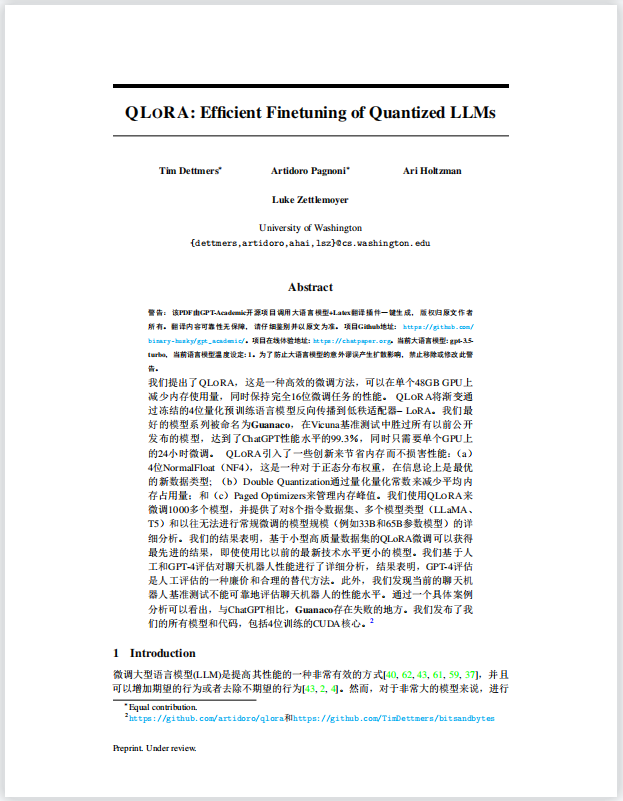 QLORA: Efficient Finetuning of Quantized LLMs
Tim Dettmers* Artidoro Pagnoni* Ari Holtzman
Luke Zettlemoyer
University of Washington
{dettmers,artidoro,ahai,lsz}@cs.washington.edu
Abstract
警告：该PDF由GPT-Academic开源项目调用大语言模型+Latex翻译插件一键生成，版权归原文作者
所有。翻译内容可靠性无保障，请仔细鉴别并以原文为准。项目Github地址：https://github.com/
binary-husky/gpt_academic/。项目在线体验地址：https://chatpaper.org。当前大语言模型: gpt-3.5-
turbo，当前语言模型温度设定: 1。为了防止大语言模型的意外谬误产生扩散影响，禁止移除或修改此警
告。
我们提出了QLORA，这是一种高效的微调方法，可以在单个48GB GPU上
减少内存使用量，同时保持完全16位微调任务的性能。 QLORA将渐变通
过冻结的4位量化预训练语言模型反向传播到低秩适配器– LoRA。我们最
好的模型系列被命名为Guanaco，在Vicuna基准测试中胜过所有以前公开
发布的模型，达到了ChatGPT性能水平的99.3%，同时只需要单个GPU上
的24小时微调。 QLORA引入了一些创新来节省内存而不损害性能：（a）
4位NormalFloat（NF4），这是一种对于正态分布权重，在信息论上是最优
的新数据类型；（b）Double Quantization通过量化量化常数来减少平均内
存占用量；和（c）Paged Optimizers来管理内存峰值。我们使用QLORA来
微调1000多个模型，并提供了对8个指令数据集、多个模型类型（LLaMA、
T5）和以往无法进行常规微调的模型规模（例如33B和65B参数模型）的详
细分析。我们的结果表明，基于小型高质量数据集的QLoRA微调可以获得
最先进的结果，即使使用比以前的最新技术水平更小的模型。我们基于人
工和GPT-4评估对聊天机器人性能进行了详细分析，结果表明，GPT-4评估
是人工评估的一种廉价和合理的替代方法。此外，我们发现当前的聊天机
器人基准测试不能可靠地评估聊天机器人的性能水平。通过一个具体案例
分析可以看出，与ChatGPT相比，Guanaco存在失败的地方。我们发布了我
们的所有模型和代码，包括4位训练的CUDA核心。2
1 Introduction
微调大型语言模型(LLM)是提高其性能的一种非常有效的方式[40, 62, 43, 61, 59, 37]，并且
可以增加期望的行为或者去除不期望的行为[43, 2, 4]。然而，对于非常大的模型来说，进行
*Equal contribution.
2https://github.com/artidoro/qlora和https://github.com/TimDettmers/bitsandbytes
Preprint. Under review.